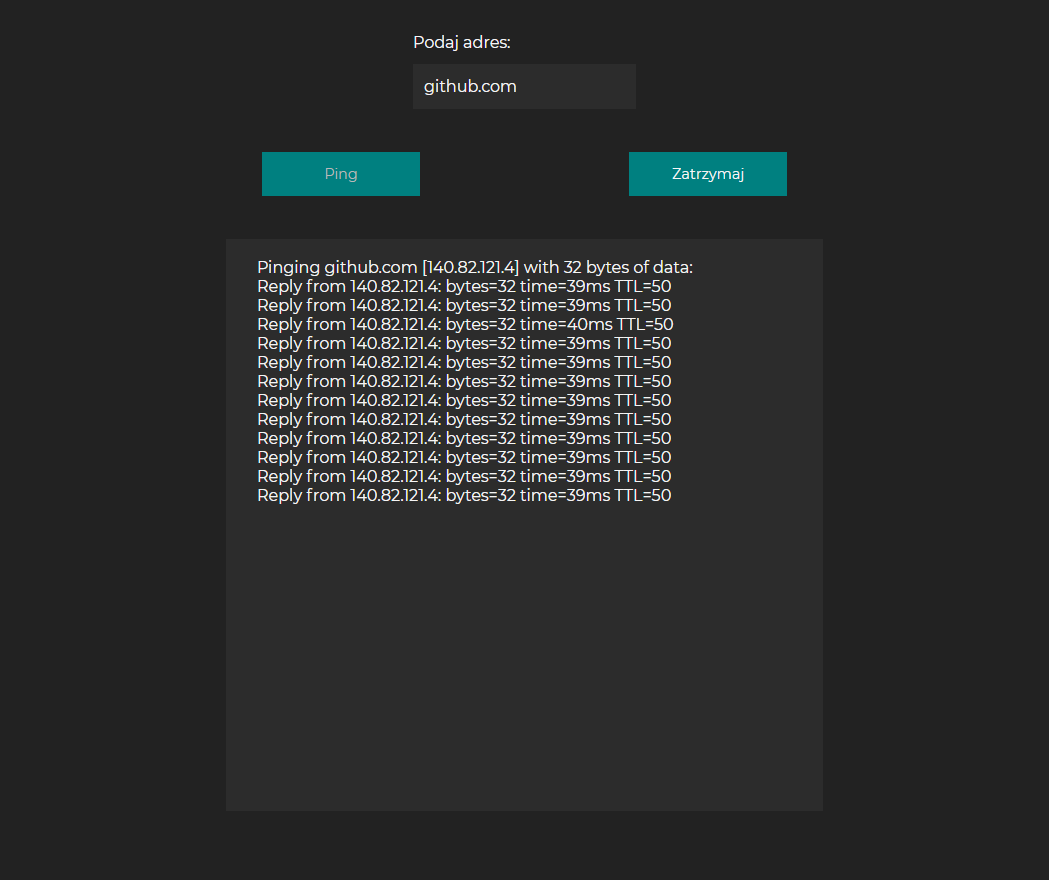 Podaj adres:
github.com
Ping
Zatrzymaj
Pinging github.com [140.82.121.4] with 32 bytes of data:
Reply from 140.82.121.4: bytes=32 time=39ms TTL=50
Reply from 140.82.121.4: bytes=32 time=39ms TTL=50
Reply from 140.82.121.4: bytes=32 time=40ms TTL=50
Reply from 140.82.121.4: bytes=32 time=39ms TTL=50
Reply from 140.82.121.4: bytes=32 time=39ms TTL=50
Reply from 140.82.121.4: bytes=32 time=39ms TTL=50
Reply from 140.82.121.4: bytes=32 time=39ms TTL=50
Reply from 140.82.121.4: bytes=32 time=39ms TTL=50
Reply from 140.82.121.4: bytes=32 time=39ms TTL=50
Reply from 140.82.121.4: bytes=32 time=39ms TTL=50
Reply from 140.82.121.4: bytes=32 time=39ms TTL=50
Reply from 140.82.121.4: bytes=32 time=39ms TTL=50